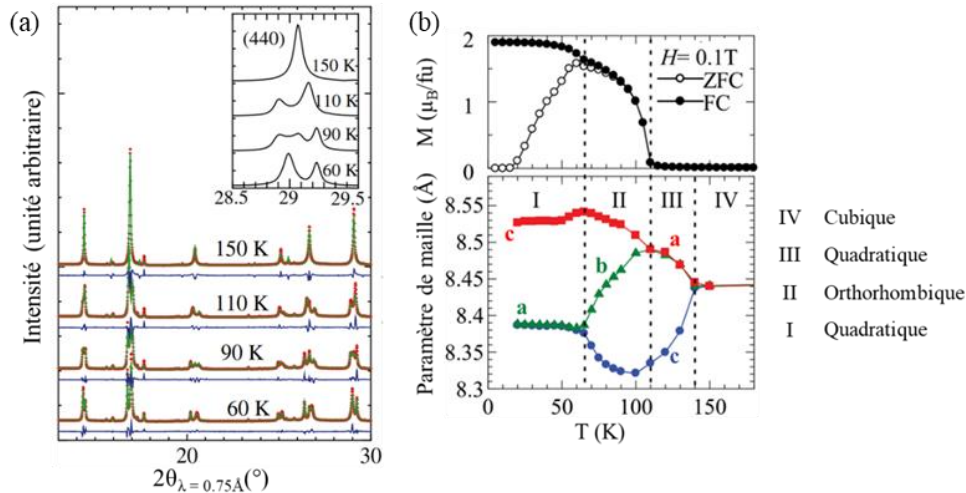 (a)
Intensité (unité arbitraire)
(440)
150 K
110 K
90 K
60 K
28.5 29 29.5
150 K
110 K
90 K
60 K
20 30
2θλ = 0.75Å(°)
(b)
M (μB/fu)
2
1
0
H= 0.1T
ZFC
FC
Paramètre de maille (Å)
8.55
8.5
8.45
8.4
8.35
8.3
I II III IV
c
a
b
a
c
0 50 100 150
T (K)
IV Cubique
III Quadratique
II Orthorhombique
I Quadratique